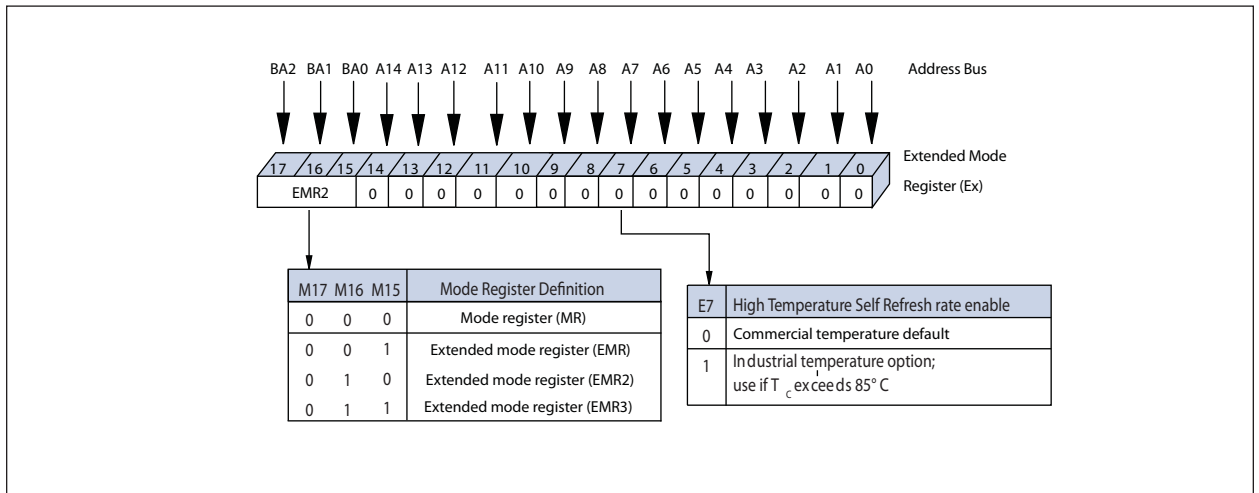 BA2 BA1 BA0 A14 A13 A12 A11 A10 A9 A8 A7 A6 A5 A4 A3 A2 A1 A0 Address Bus
17 16 15 14 13 12 11 10 9 8 7 6 5 4 3 2 1 0 Extended Mode
Register (Ex)
EMR2 0 0 0 0 0 0 0 0 0 0 0 0 0 0 0
M17 M16 M15 Mode Register Definition
0 0 0 Mode register (MR)
0 0 1 Extended mode register (EMR)
0 1 0 Extended mode register (EMR2)
0 1 1 Extended mode register (EMR3)
E7 High Temperature Self Refresh rate enable
0 Commercial temperature default
1 Industrial temperature option;
use if T C exceeds 85° C